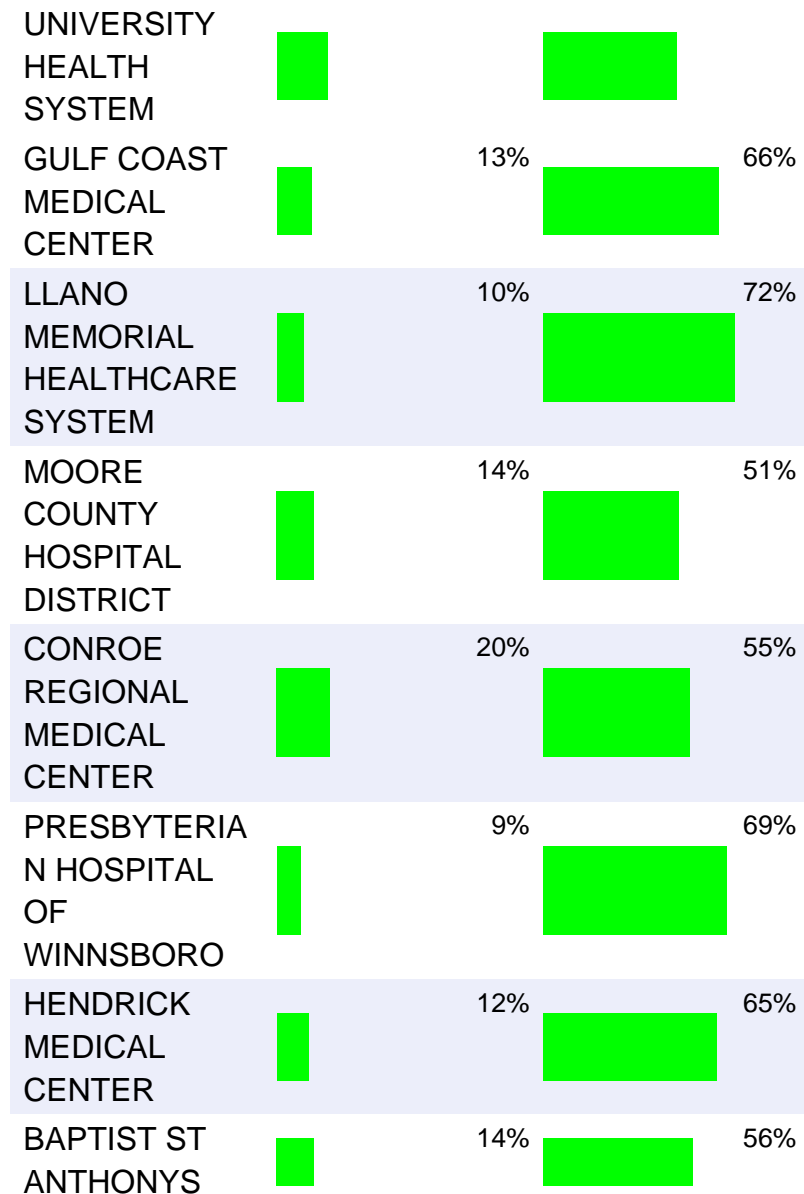 UNIVERSITY
HEALTH
SYSTEM
GULF COAST 13% 66%
MEDICAL
CENTER
LLANO 10% 72%
MEMORIAL
HEALTHCARE
SYSTEM
MOORE 14% 51%
COUNTY
HOSPITAL
DISTRICT
CONROE 20% 55%
REGIONAL
MEDICAL
CENTER
PRESBYTERIA 9% 69%
N HOSPITAL
OF
WINNSBORO
HENDRICK 12% 65%
MEDICAL
CENTER
BAPTIST ST 14% 56%
ANTHONYS